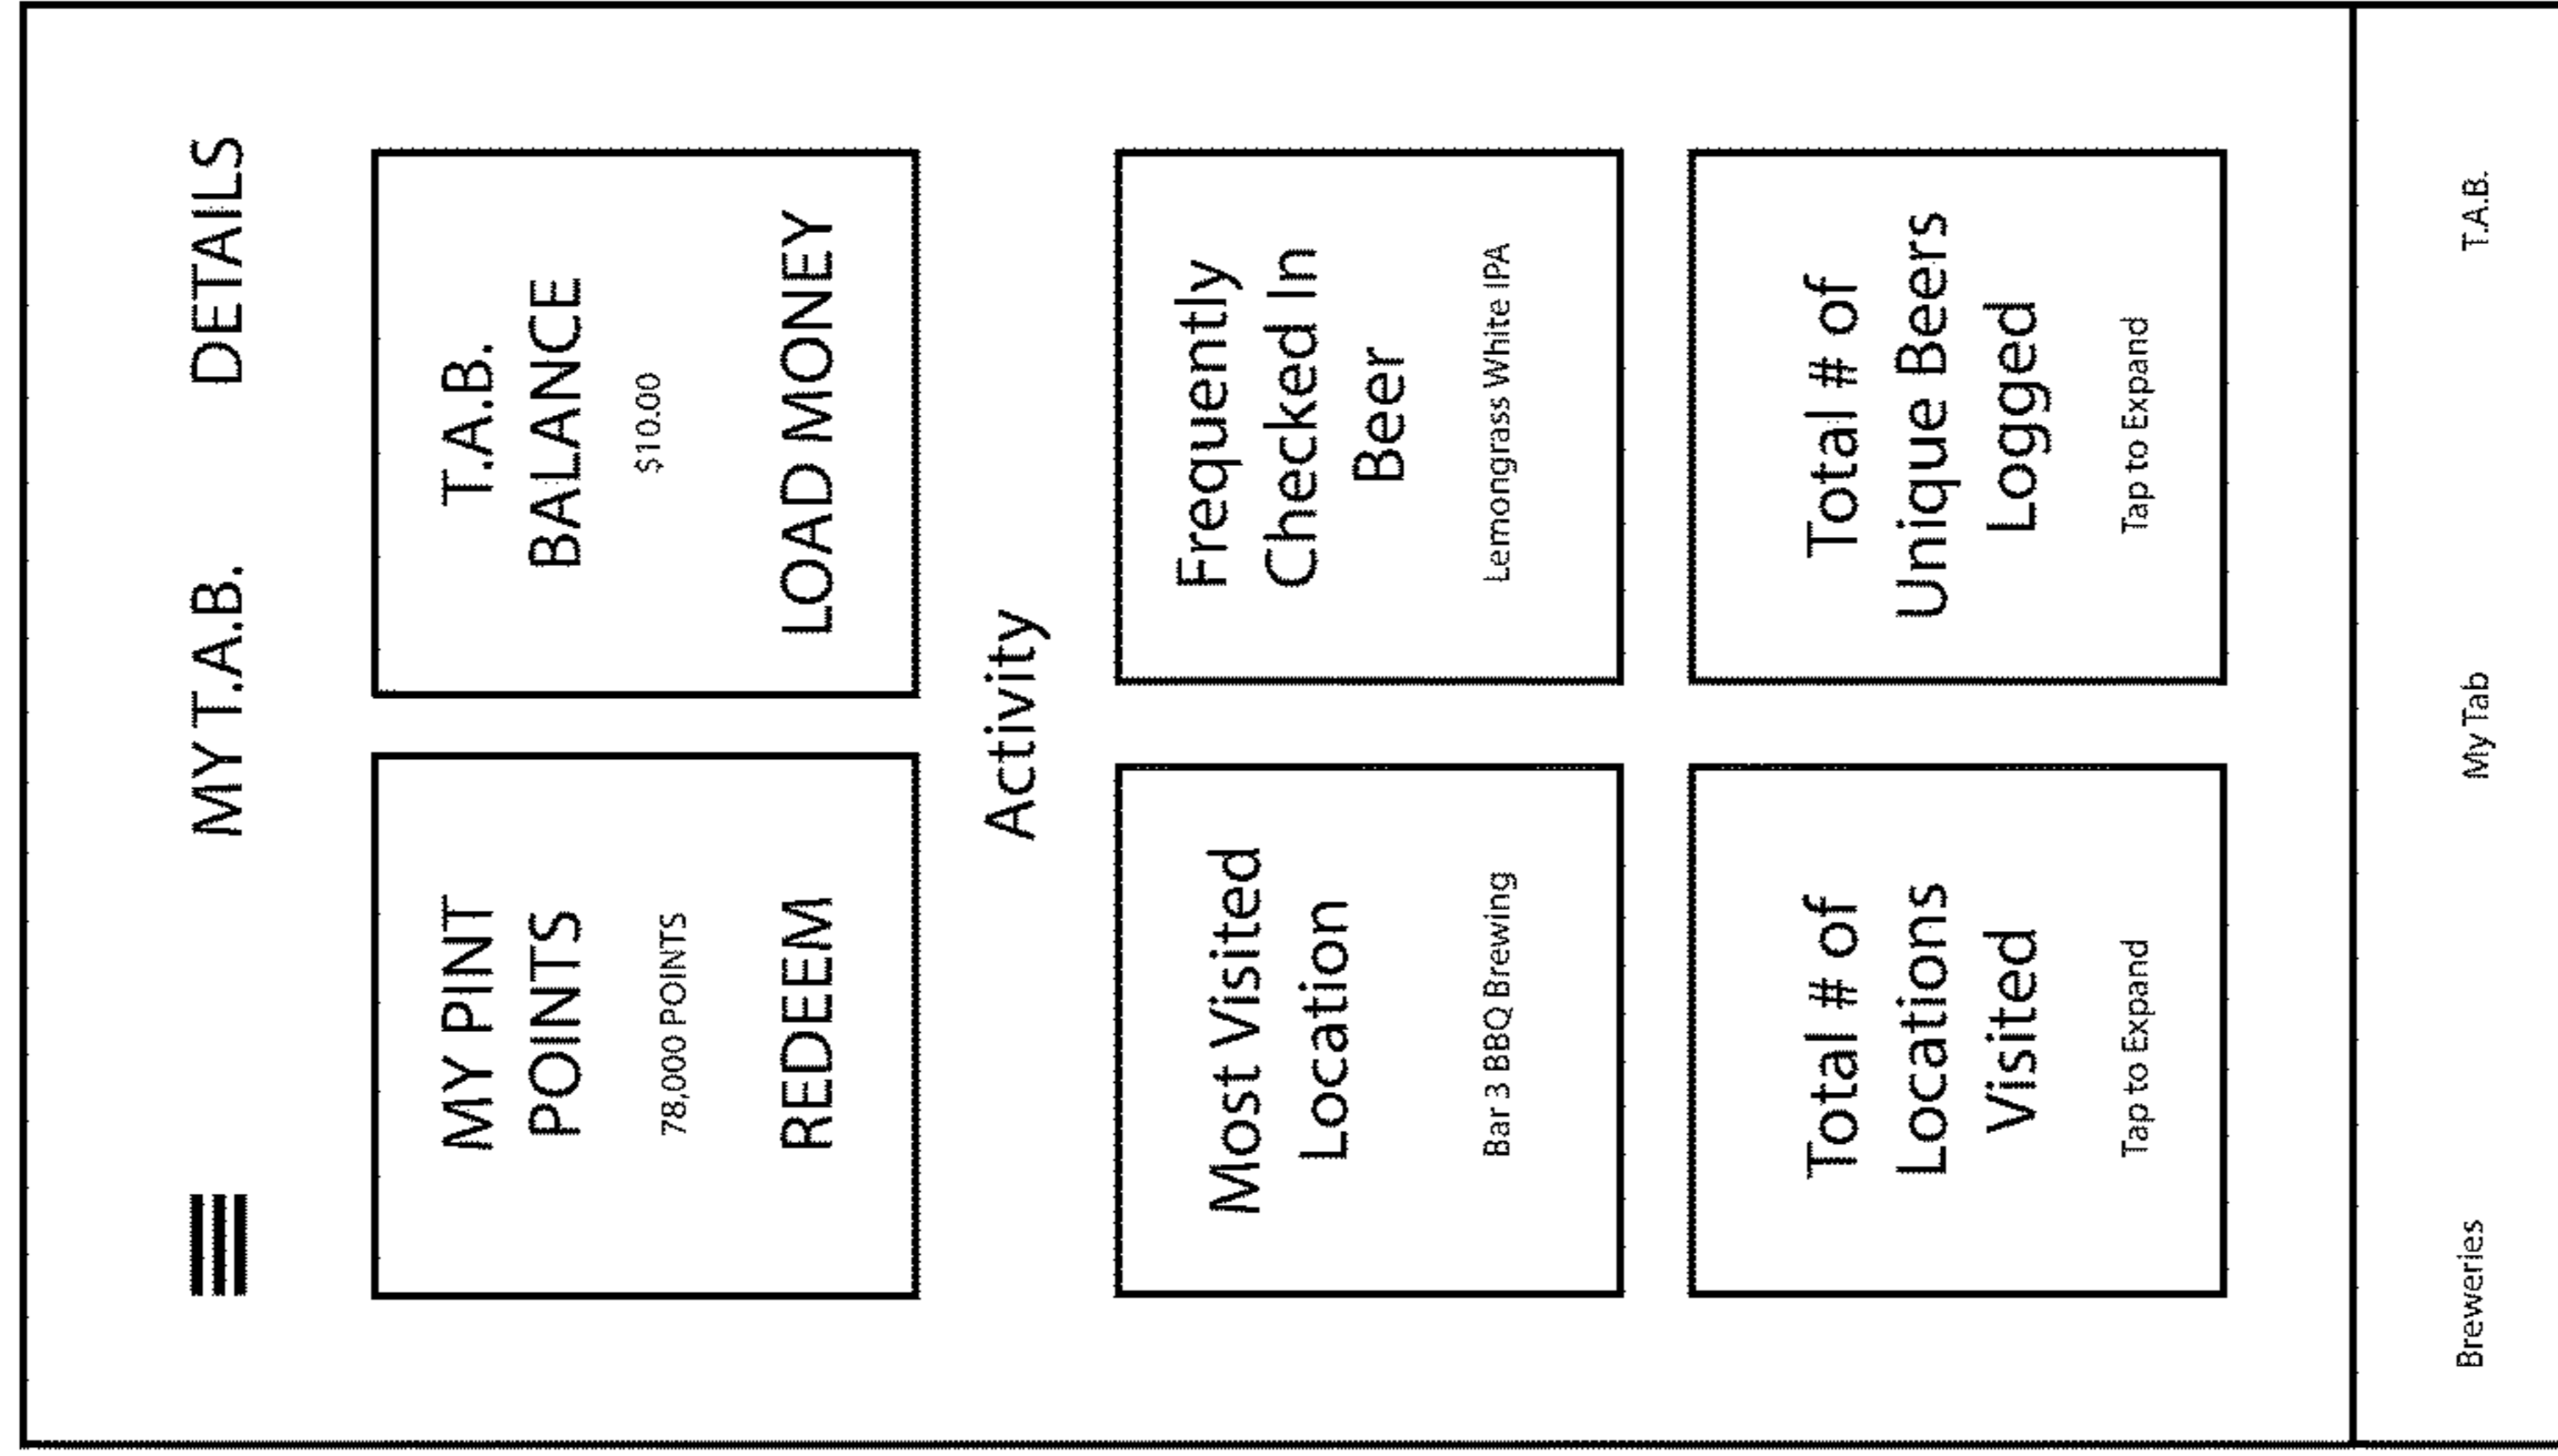 MY T.A.B.
DETAILS
MY PINT
POINTS
78,000 POINTS
REDEEM
T.A.B.
BALANCE
$10.00
LOAD MONEY
Activity
Most Visited
Location
Bar 3 BBQ Brewing
Frequently
Checked In
Beer
Lemongrass White IPA
Total # of
Locations
Visited
Tap to Expand
Total # of
Unique Beers
Logged
Tap to Expand
Breweries
My Tab
T.A.B.